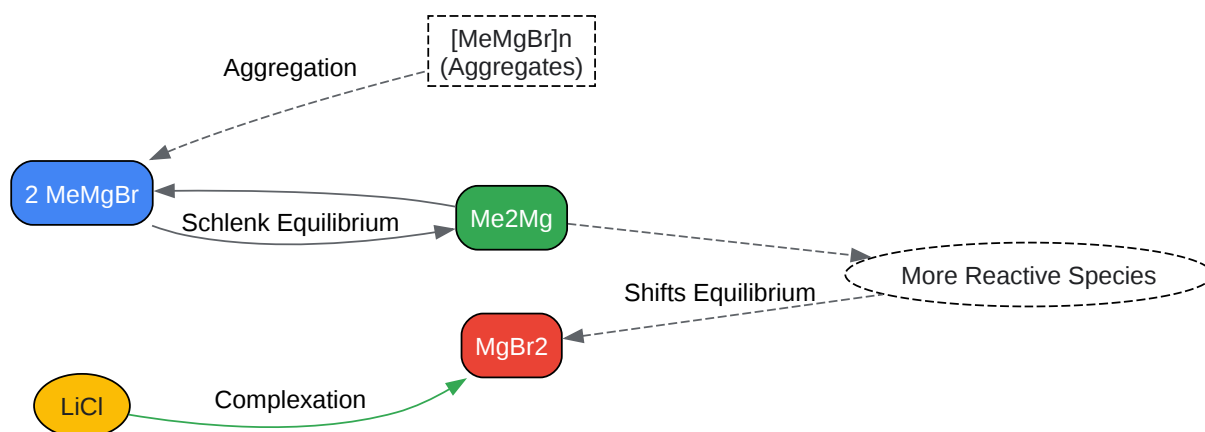 [MeMgBr]n
(Aggregates)
Aggregation
2 MeMgBr
Schlenk Equilibrium
Me2Mg
More Reactive Species
Shifts Equilibrium
MgBr2
LiCl
Complexation